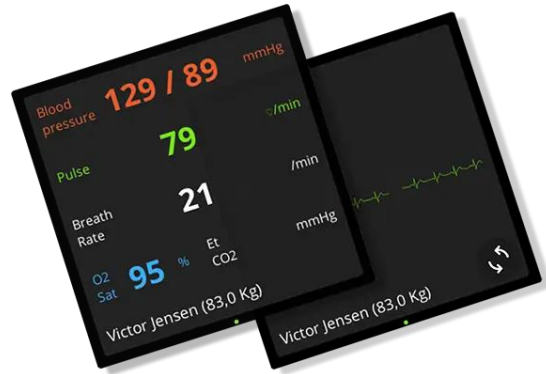 Blood pressure 129 / 89 mmHg
Pulse 79 ♡/min
Breath Rate 21 /min
O2 Sat 95 % Et CO2 mmHg
Victor Jensen (83,0 Kg)
Victor Jensen (83,0 Kg)